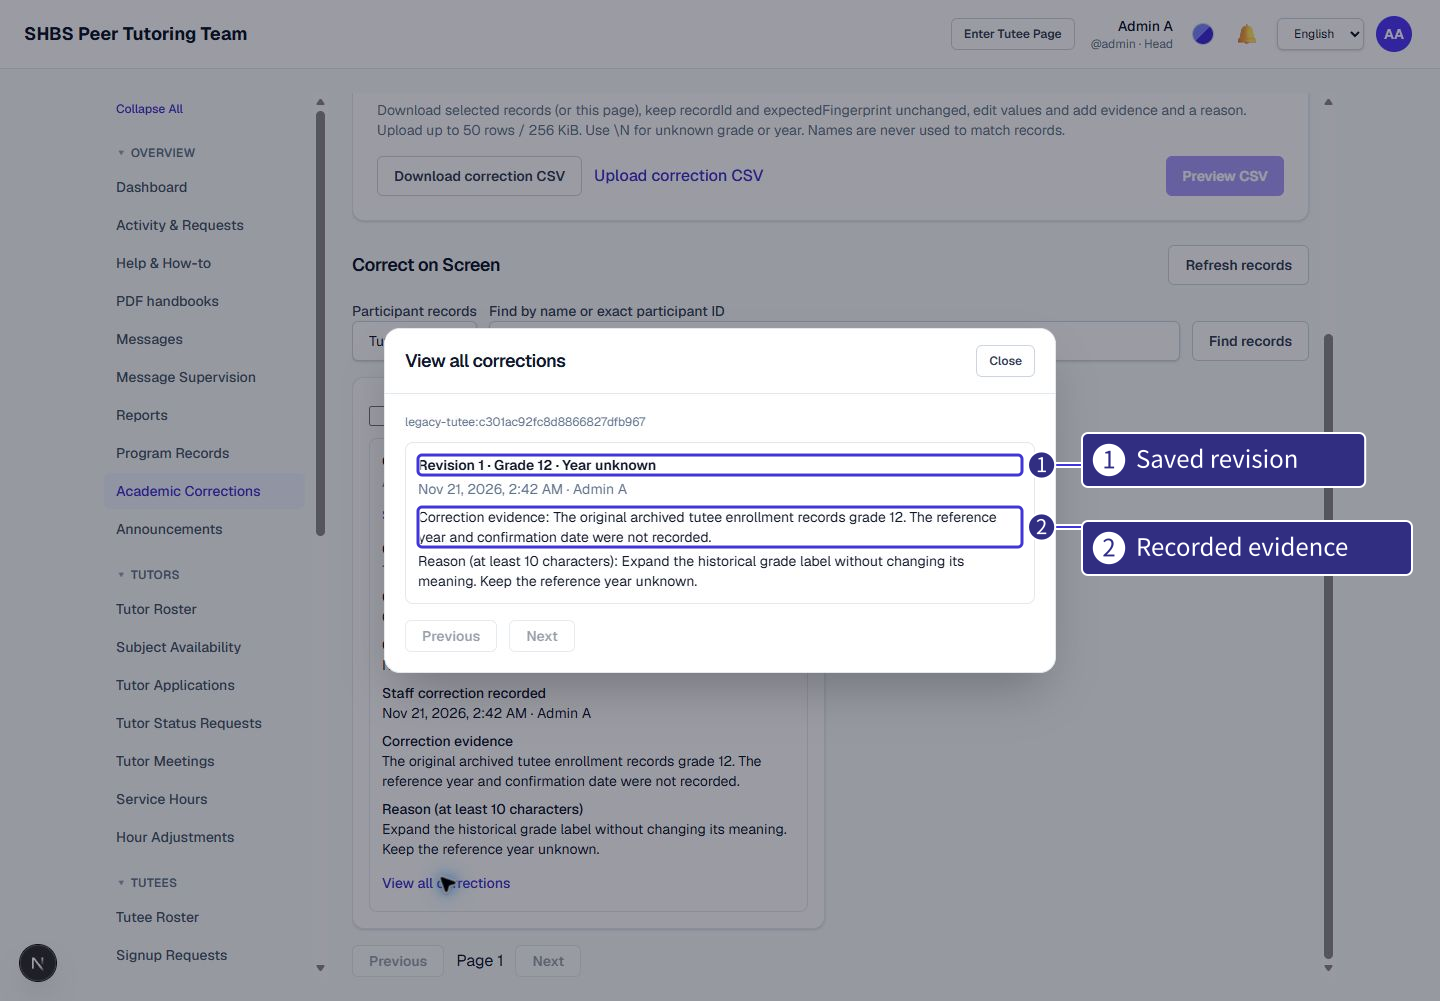 SHBS Peer Tutoring Team
Enter Tutee Page
Admin A
@admin · Head
English
AA
Collapse All
OVERVIEW
Dashboard
Activity & Requests
Help & How-to
PDF handbooks
Messages
Message Supervision
Reports
Program Records
Academic Corrections
Announcements
TUTORS
Tutor Roster
Subject Availability
Tutor Applications
Tutor Status Requests
Tutor Meetings
Service Hours
Hour Adjustments
TUTEES
Tutee Roster
Signup Requests
N
Download selected records (or this page), keep recordId and expectedFingerprint unchanged, edit values and add evidence and a reason.
Upload up to 50 rows / 256 KiB. Use \N for unknown grade or year. Names are never used to match records.
Download correction CSV
Upload correction CSV
Preview CSV
Correct on Screen
Refresh records
Participant records
Find by name or exact participant ID
Find records
View all corrections
Close
legacy-tutee:c301ac92fc8d8866827dfb967
Revision 1 · Grade 12 · Year unknown
Nov 21, 2026, 2:42 AM · Admin A
Correction evidence: The original archived tutee enrollment records grade 12. The reference
year and confirmation date were not recorded.
Reason (at least 10 characters): Expand the historical grade label without changing its
meaning. Keep the reference year unknown.
Previous
Next
1
1 Saved revision
2
2 Recorded evidence
Staff correction recorded
Nov 21, 2026, 2:42 AM · Admin A
Correction evidence
The original archived tutee enrollment records grade 12. The
reference year and confirmation date were not recorded.
Reason (at least 10 characters)
Expand the historical grade label without changing its meaning.
Keep the reference year unknown.
View all corrections
Previous
Page 1
Next